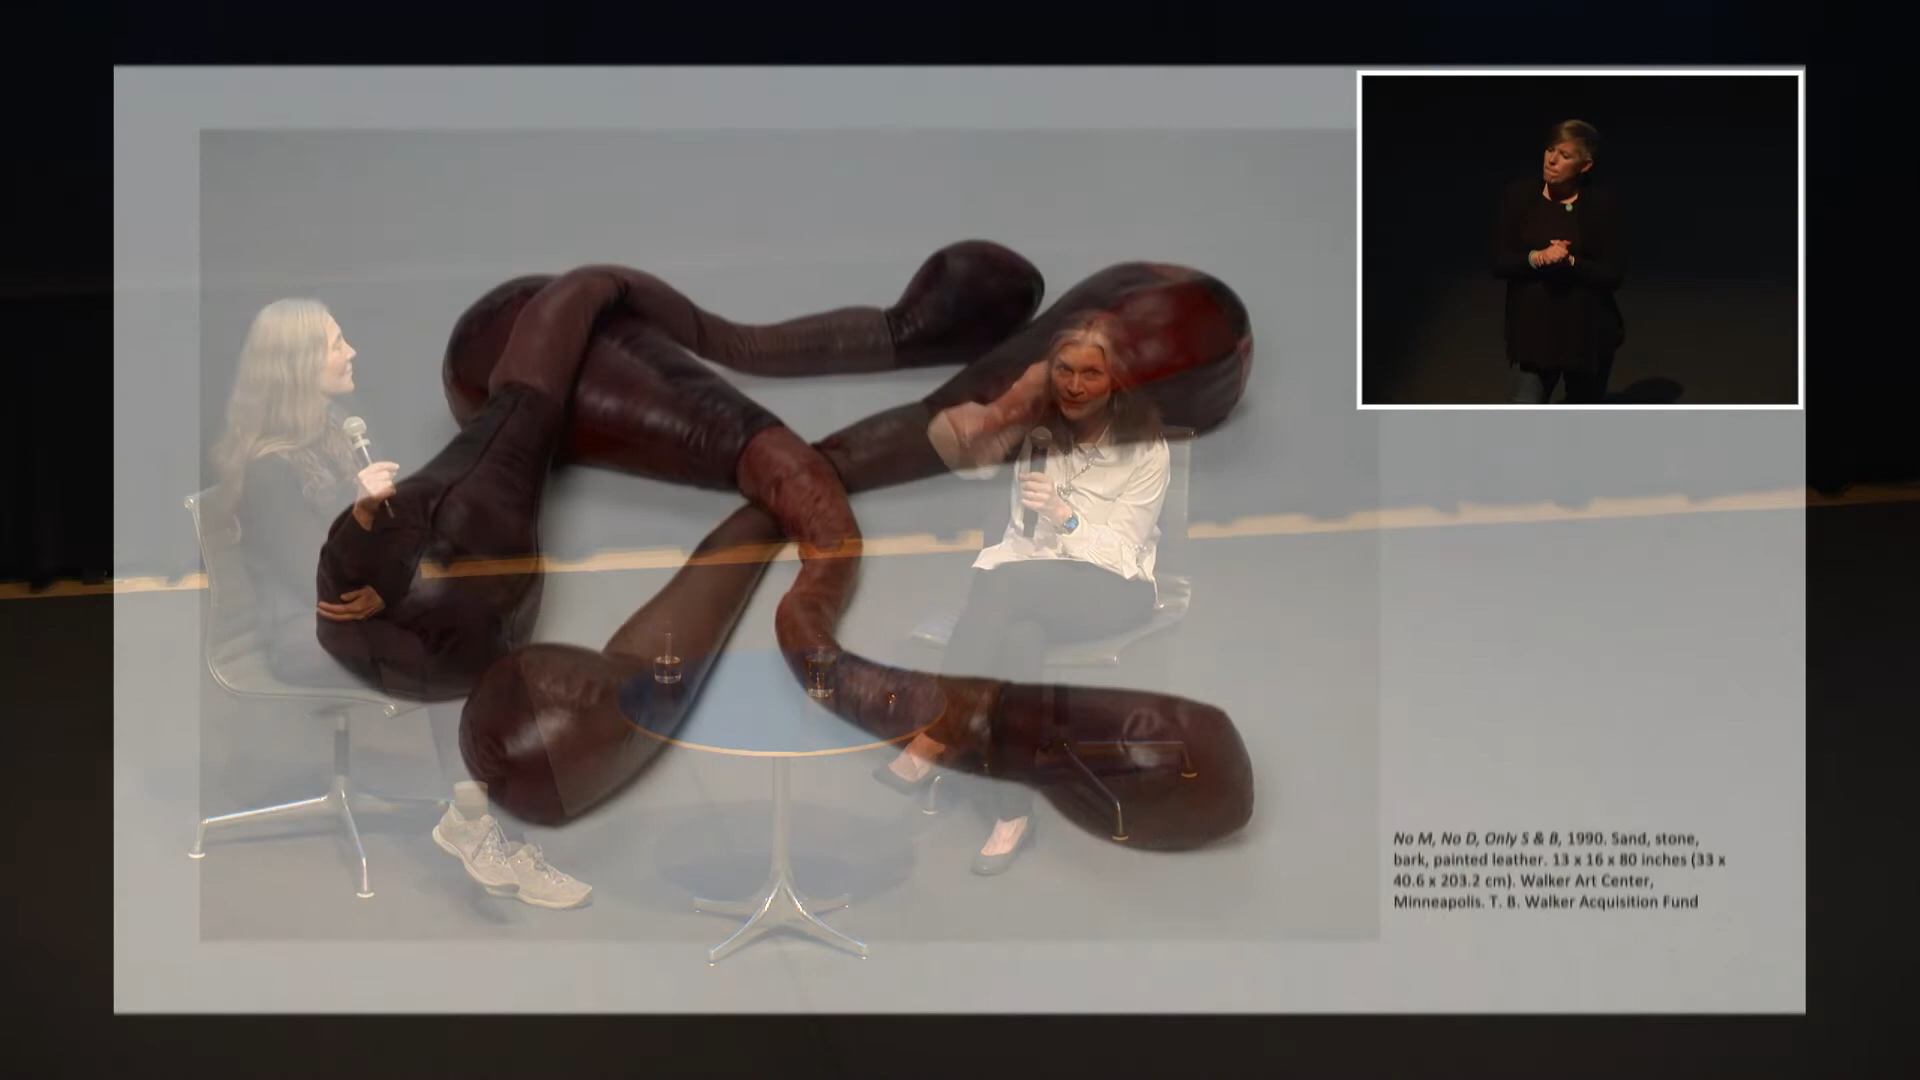 No M, No D, Only S & B, 1990. Sand, stone,
bark, painted leather. 13 x 16 x 80 inches (33 x
40.6 x 203.2 cm). Walker Art Center,
Minneapolis. T. B. Walker Acquisition Fund